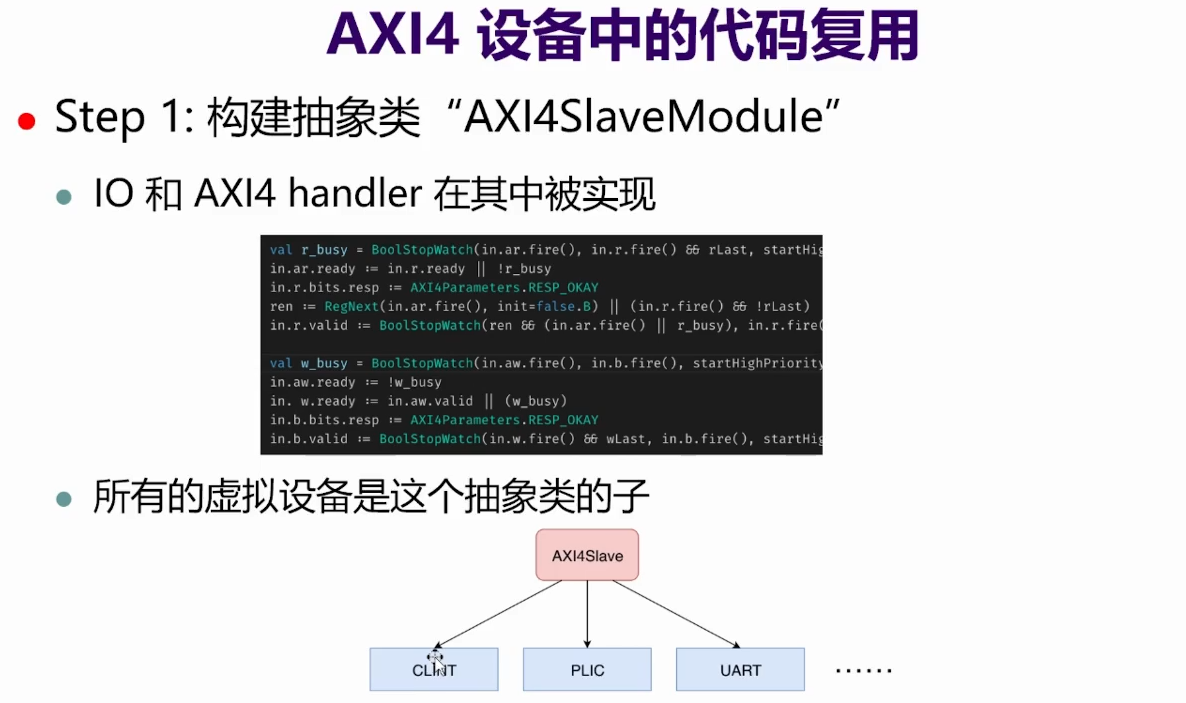 AXI4 设备中的代码复用
Step 1: 构建抽象类 “AXI4SlaveModule”
IO 和 AXI4 handler 在其中被实现
val r_busy = BoolStopWatch(in.ar.fire(), in.r.fire() && rLast, startHig
in.ar.ready := in.r.ready || !r_busy
in.r.bits.resp := AXI4Parameters.RESP_OKAY
ren := RegNext(in.ar.fire(), init=false.B) || (in.r.fire() && !rLast)
in.r.valid := BoolStopWatch(ren && (in.ar.fire() || r_busy), in.r.fire(
val w_busy = BoolStopWatch(in.aw.fire(), in.b.fire(), startHighPriority
in.aw.ready := !w_busy
in. w.ready := in.aw.valid || (w_busy)
in.b.bits.resp := AXI4Parameters.RESP_OKAY
in.b.valid := BoolStopWatch(in.w.fire() && wLast, in.b.fire(), startHig
所有的虚拟设备是这个抽象类的子
AXI4Slave
CLINT
PLIC
UART
······